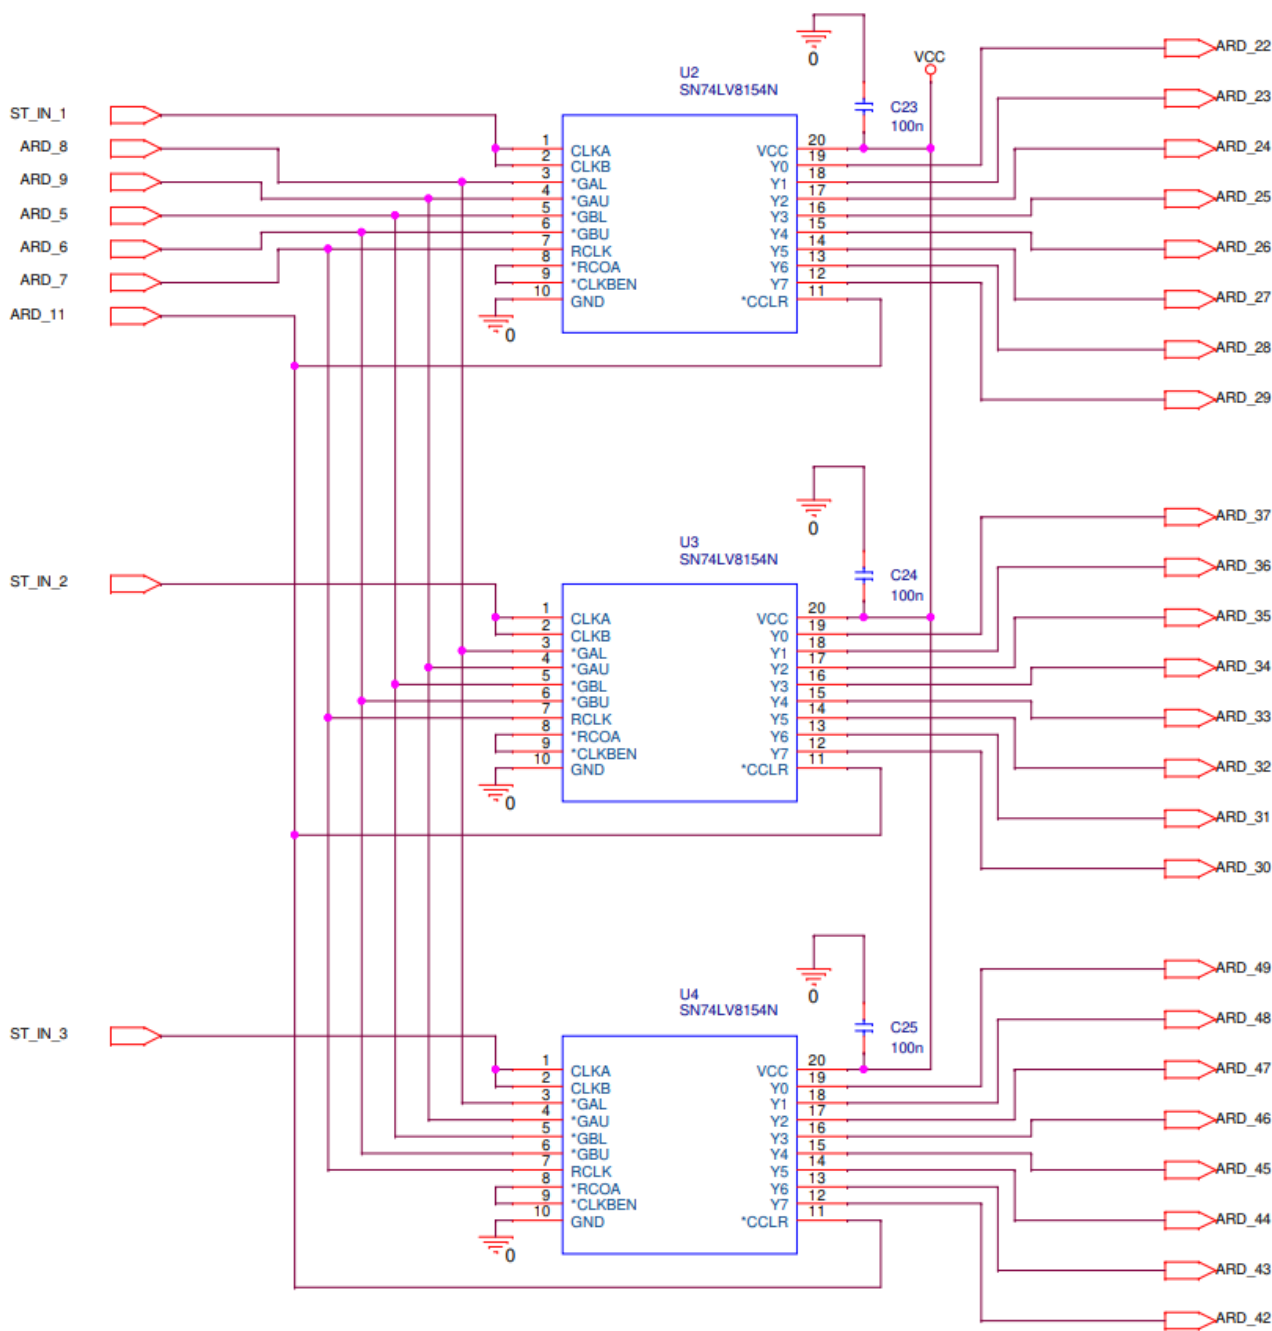 ST_IN_1
ARD_8
ARD_9
ARD_5
ARD_6
ARD_7
ARD_11
U2
SN74LV8154N
1 CLKA
2 CLKB
3 *GAL
4 *GAU
5 *GBL
6 *GBU
7 RCLK
8 *RCOA
9 *CLKBEN
10 GND
0
VCC 20
Y0 19
Y1 18
Y2 17
Y3 16
Y4 15
Y5 14
Y6 13
Y7 12
*CCLR 11
0
C23
100n
VCC
ARD_22
ARD_23
ARD_24
ARD_25
ARD_26
ARD_27
ARD_28
ARD_29
ST_IN_2
U3
SN74LV8154N
1 CLKA
2 CLKB
3 *GAL
4 *GAU
5 *GBL
6 *GBU
7 RCLK
8 *RCOA
9 *CLKBEN
10 GND
0
VCC 20
Y0 19
Y1 18
Y2 17
Y3 16
Y4 15
Y5 14
Y6 13
Y7 12
*CCLR 11
0
C24
100n
ARD_37
ARD_36
ARD_35
ARD_34
ARD_33
ARD_32
ARD_31
ARD_30
ST_IN_3
U4
SN74LV8154N
1 CLKA
2 CLKB
3 *GAL
4 *GAU
5 *GBL
6 *GBU
7 RCLK
8 *RCOA
9 *CLKBEN
10 GND
0
VCC 20
Y0 19
Y1 18
Y2 17
Y3 16
Y4 15
Y5 14
Y6 13
Y7 12
*CCLR 11
0
C25
100n
ARD_49
ARD_48
ARD_47
ARD_46
ARD_45
ARD_44
ARD_43
ARD_42